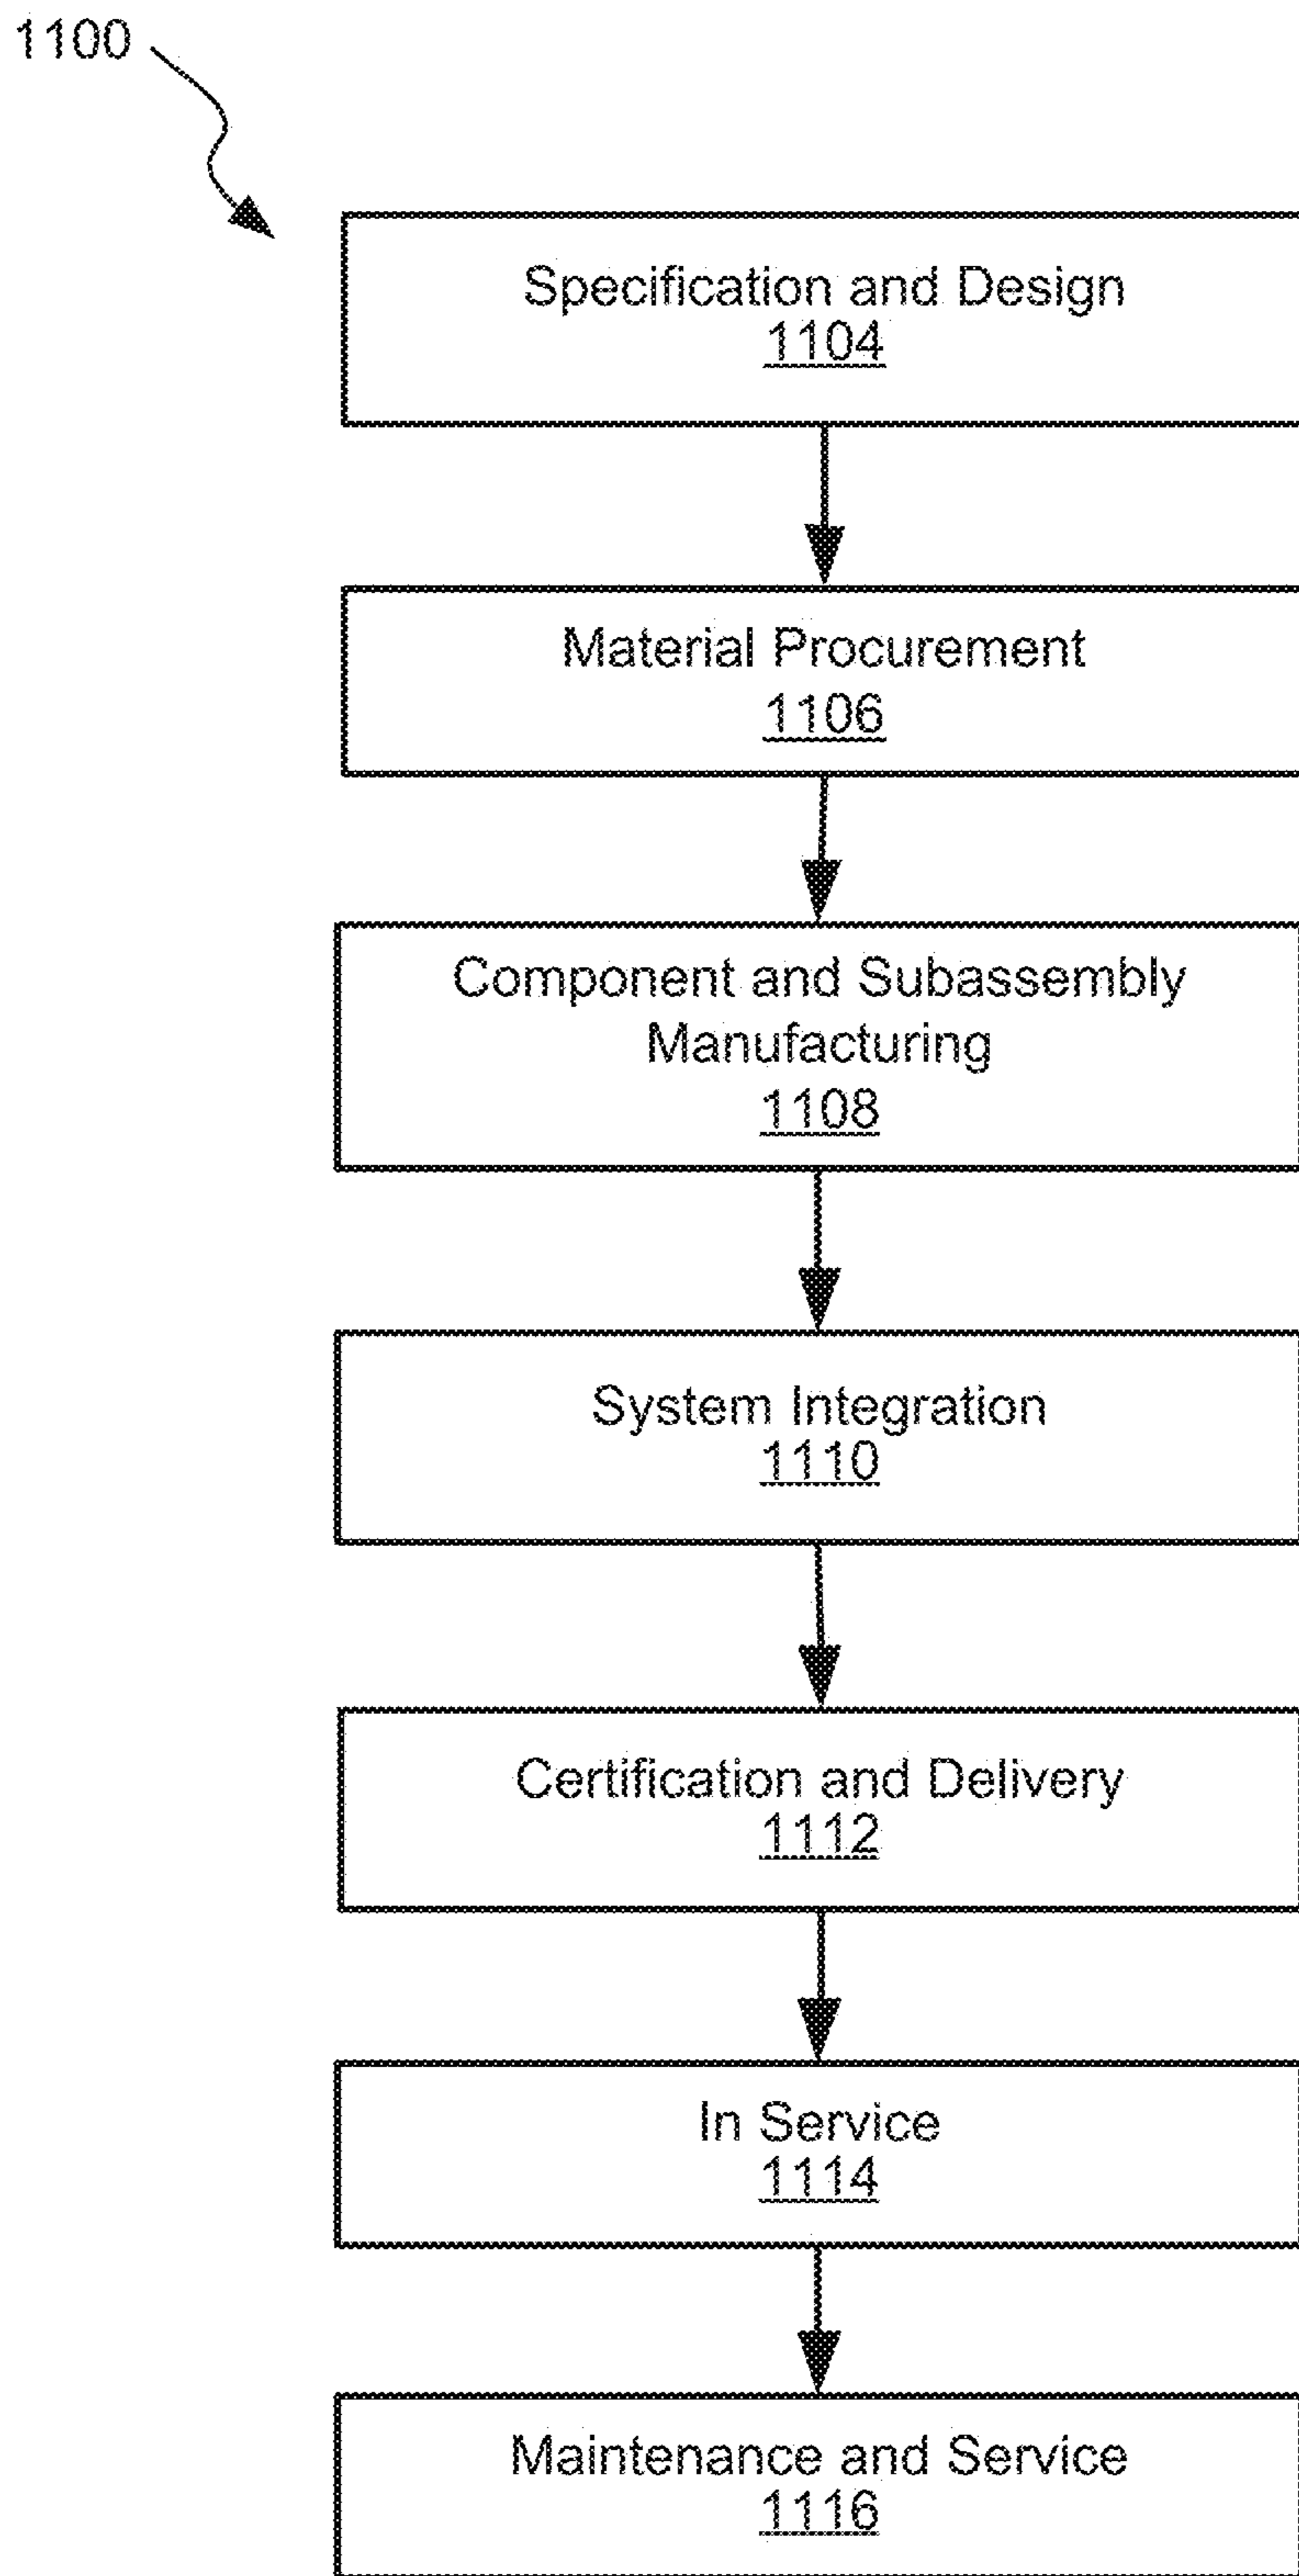 1100
Specification and Design
1104
Material Procurement
1106
Component and Subassembly
Manufacturing
1108
System Integration
1110
Certification and Delivery
1112
In Service
1114
Maintenance and Service
1116